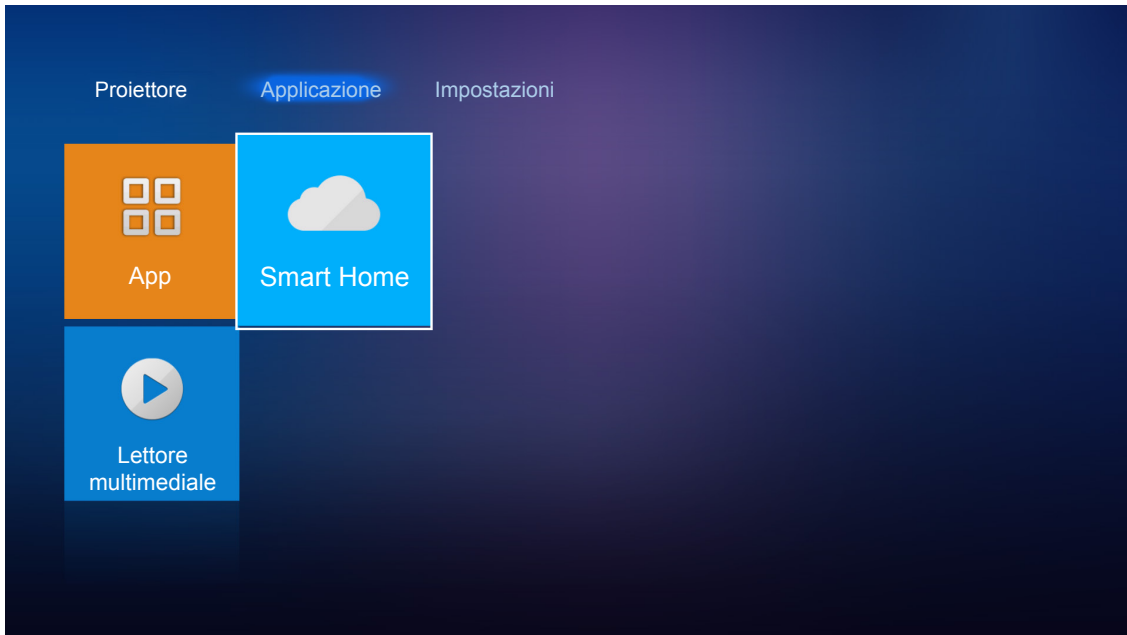 Proiettore Applicazione Impostazioni
App
Smart Home
Lettore
multimediale